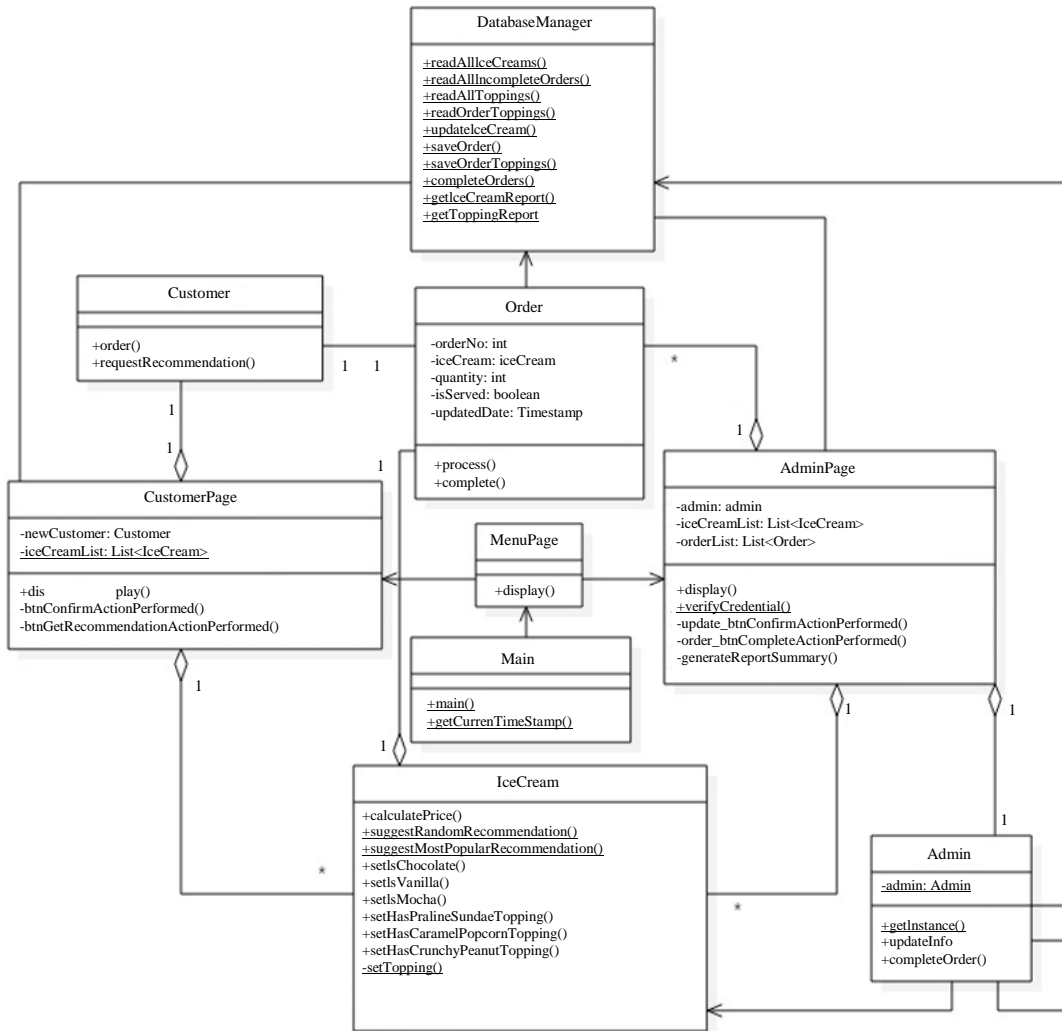 DatabaseManager
+readAllIceCreams()
+readAllIncompleteOrders()
+readAllToppings()
+readOrderToppings()
+updateIceCream()
+saveOrder()
+saveOrderToppings()
+completeOrders()
+getIceCreamReport()
+getToppingReport
Customer
+order()
+requestRecommendation()
1
1
Order
-orderNo: int
-iceCream: iceCream
-quantity: int
-isServed: boolean
-updatedDate: Timestamp
+process()
+complete()
*
1
1
1
1
CustomerPage
-newCustomer: Customer
-iceCreamList: List<IceCream>
+dis play()
-btnConfirmActionPerformed()
-btnGetRecommendationActionPerformed()
1
MenuPage
+display()
Main
+main()
+getCurrenTimeStamp()
AdminPage
-admin: admin
-iceCreamList: List<IceCream>
-orderList: List<Order>
+display()
+verifyCredential()
-update_btnConfirmActionPerformed()
-order_btnCompleteActionPerformed()
-generateReportSummary()
1
1
1
IceCream
+calculatePrice()
+suggestRandomRecommendation()
+suggestMostPopularRecommendation()
+setIsChocolate()
+setIsVanilla()
+setIsMocha()
+setHasPralineSundaeTopping()
+setHasCaramelPopcornTopping()
+setHasCrunchyPeanutTopping()
-setTopping()
*
*
1
Admin
-admin: Admin
+getInstance()
+updateInfo
+completeOrder()